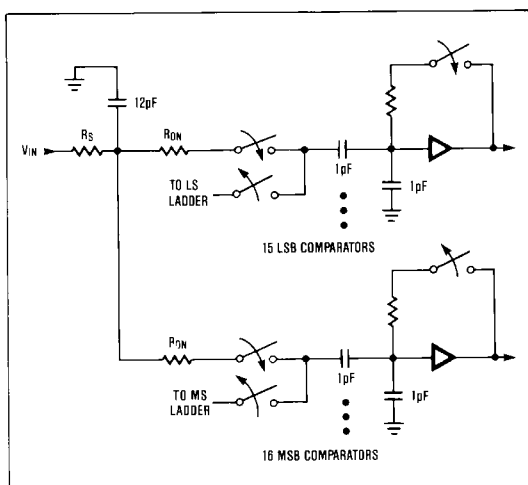 12pF
VIN
RS
RON
TO LS
LADDER
1pF
1pF
15 LSB COMPARATORS
RON
TO MS
LADDER
1pF
1pF
16 MSB COMPARATORS